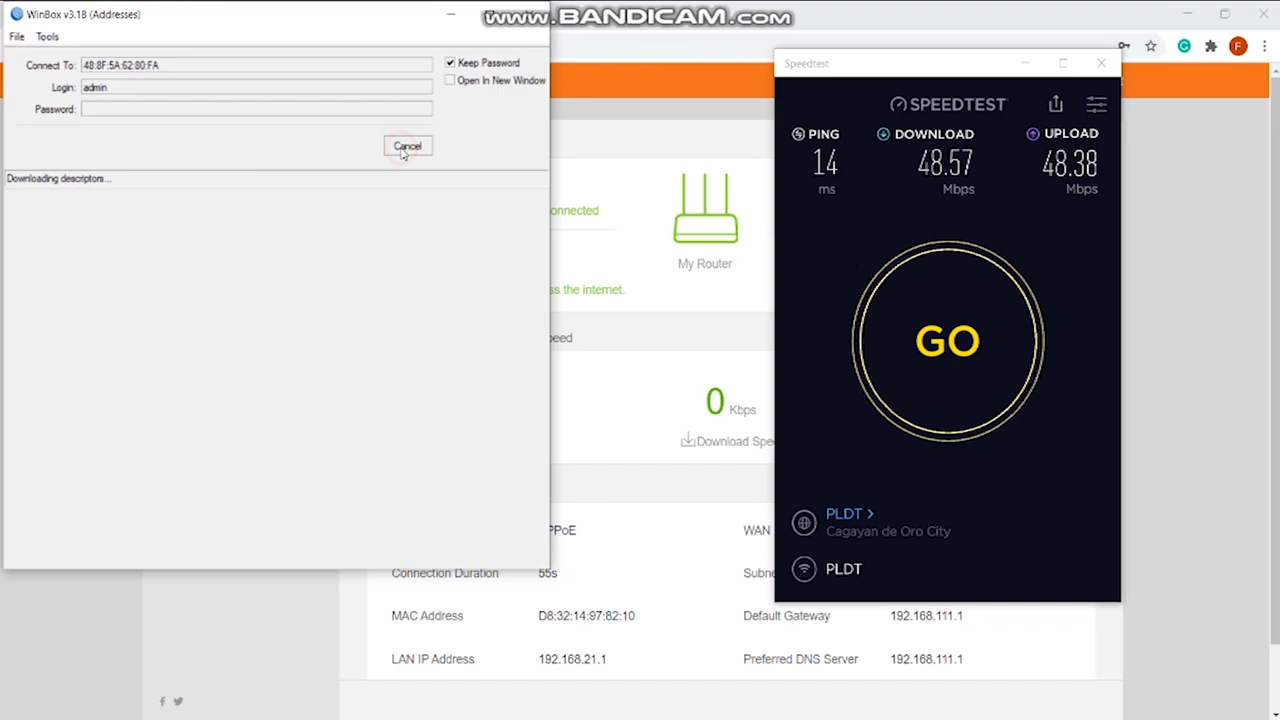 WinBox v3.18 (Addresses)
www.BANDICAM.com
File Tools
Connect To: 48:8F:5A:62:80:FA
Keep Password
Login: admin
Open In New Window
Password:
Cancel
Downloading descriptors...
F
Speedtest
SPEEDTEST
PING
14
ms
DOWNLOAD
48.57
Mbps
UPLOAD
48.38
Mbps
GO
PLDT >
Cagayan de Oro City
PLDT
onnected
My Router
ss the internet.
peed
0 Kbps
Download Spe
PPoE
WAN
Connection Duration 55s
Subne
MAC Address D8:32:14:97:82:10
Default Gateway 192.168.111.1
LAN IP Address 192.168.21.1
Preferred DNS Server 192.168.111.1